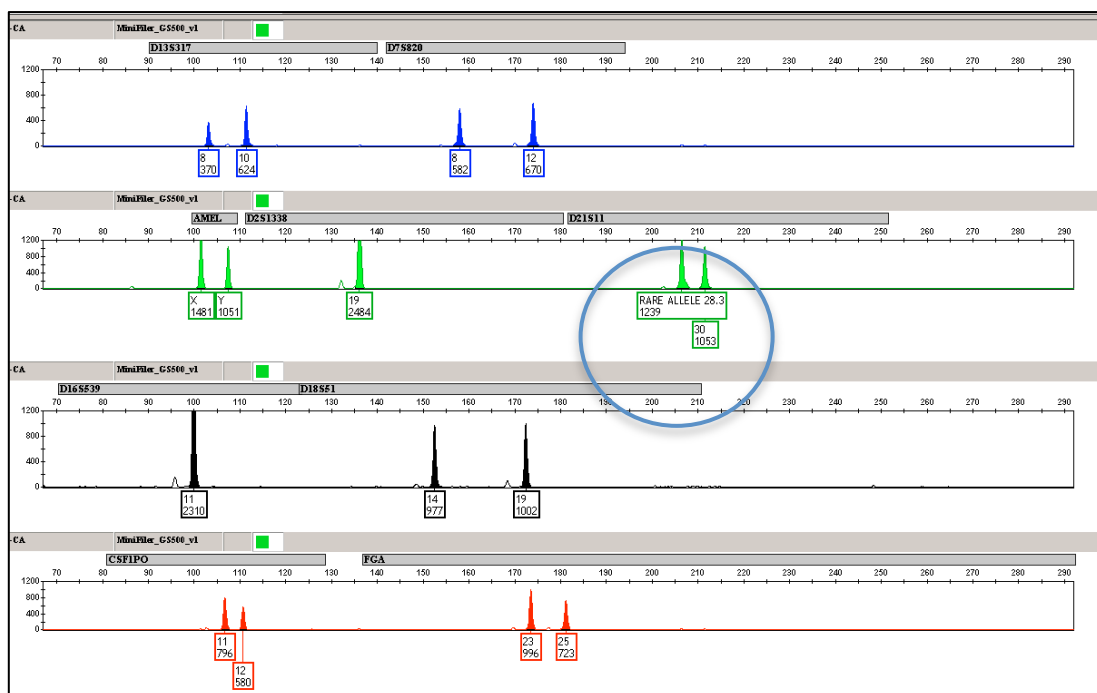 -CA MiniFiler_GS500_v1
D13S317 D7S820
70 80 90 100 110 120 130 140 150 160 170 180 190 200 210 220 230 240 250 260 270 280 290
1200
800
400
0
8 10 8 12
370 624 582 670
-CA MiniFiler_GS500_v1
AMEL D2S1338 D21S11
70 80 90 100 110 120 130 140 150 160 170 180 190 200 210 220 230 240 250 260 270 280 290
1200
800
400
0
X Y 19 RARE ALLELE 28.3
1481 1051 2484 1239
30
1053
-CA MiniFiler_GS500_v1
D16S539 D18S51
70 80 90 100 110 120 130 140 150 160 170 180 190 200 210 220 230 240 250 260 270 280 290
1200
800
400
0
11 14 19
2310 977 1002
-CA MiniFiler_GS500_v1
CSF1PO FGA
70 80 90 100 110 120 130 140 150 160 170 180 190 200 210 220 230 240 250 260 270 280 290
1200
800
400
0
11 23 25
796 996 723
12
580